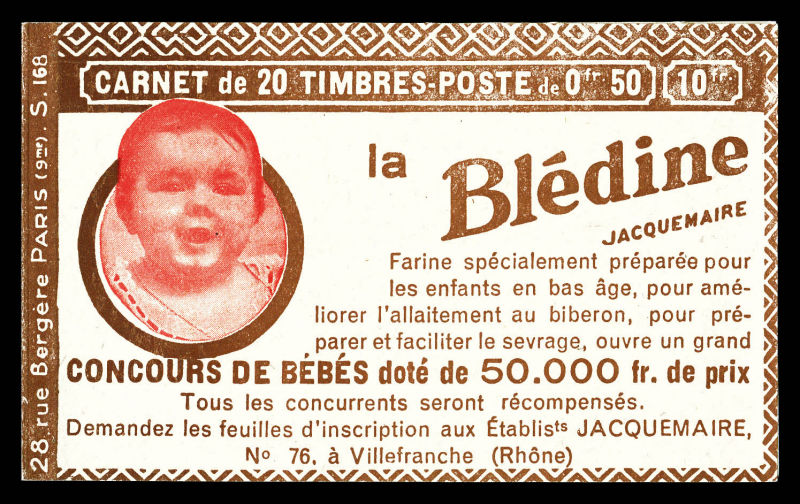 28 rue Bergère PARIS (9me). S. 168
CARNET de 20 TIMBRES-POSTE de 0fr 50 10fr
la Blédine
JACQUEMAIRE
Farine spécialement préparée pour
les enfants en bas âge, pour amé-
liorer l'allaitement au biberon, pour pré-
parer et faciliter le sevrage, ouvre un grand
CONCOURS DE BÉBÉS doté de 50.000 fr. de prix
Tous les concurrents seront récompensés.
Demandez les feuilles d'inscription aux Établists JACQUEMAIRE,
No 76, à Villefranche (Rhône)